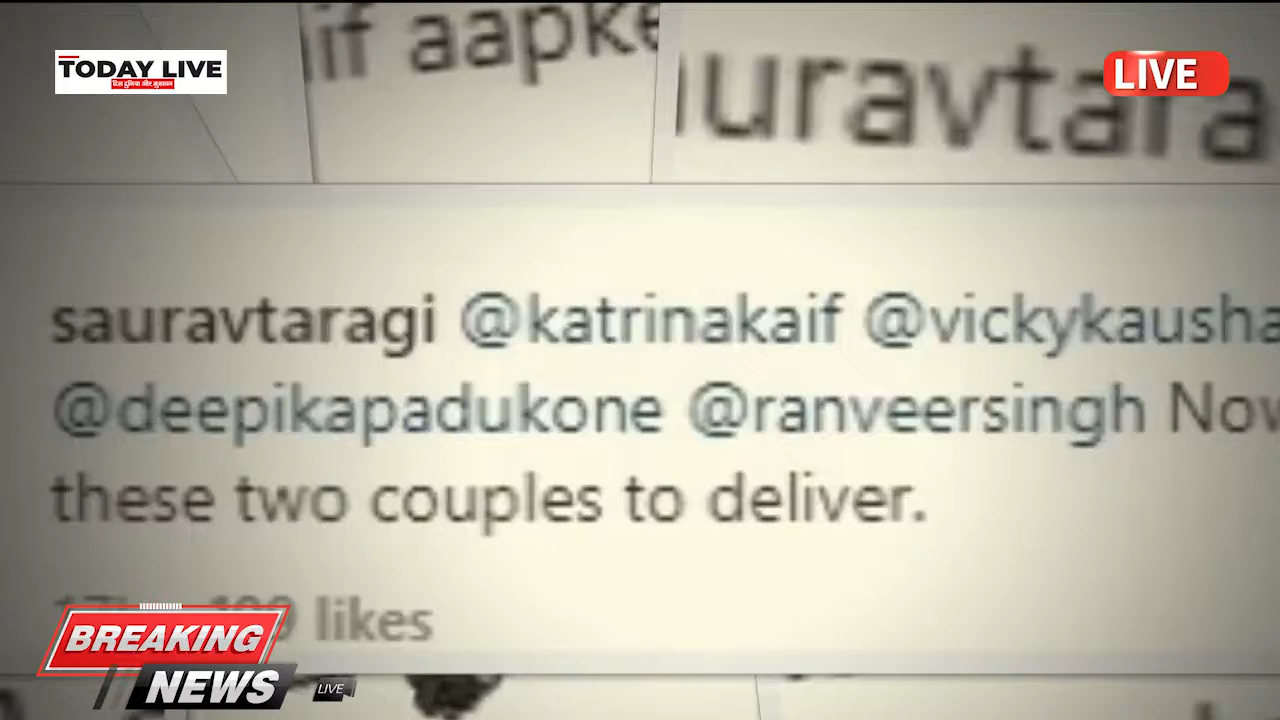 TODAY LIVE
LIVE
if aapke
uravtara
sauravtaragi @katrinakaif @vickykausha
@deepikapadukone @ranveersingh Nov
these two couples to deliver.
likes
BREAKING
NEWS
LIVE